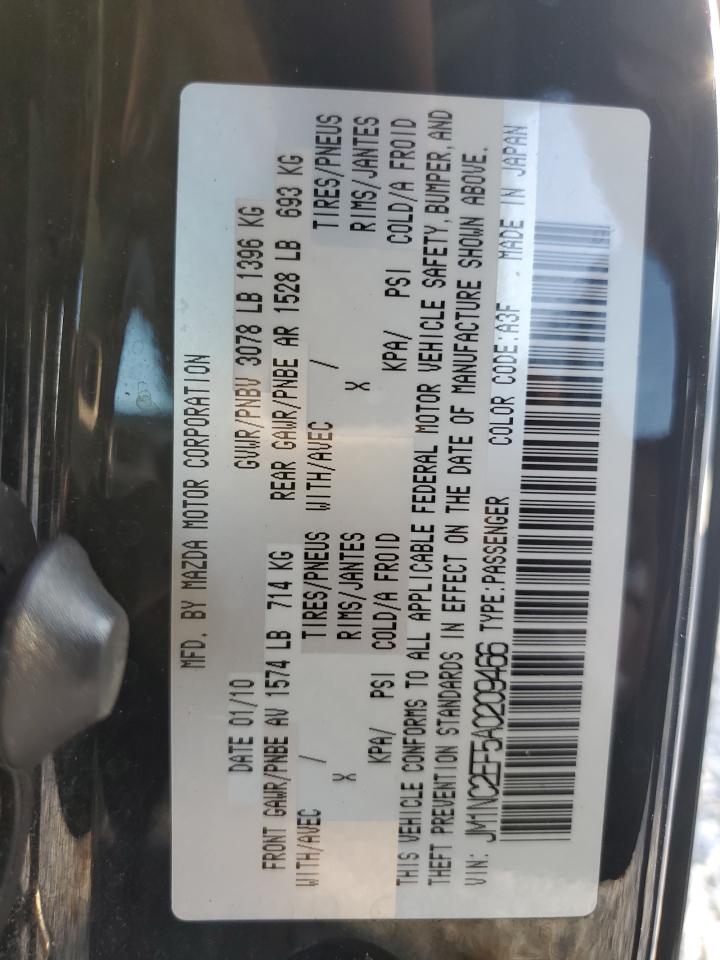 MFD. BY MAZDA MOTOR CORPORATION
DATE 01/10 GVWR/PNBV 3078 LB 1396 KG
FRONT GAWR/PNBE AV 1574 LB 714 KG REAR GAWR/PNBE AR 1528 LB 693 KG
WITH/AVEC / TIRES/PNEUS WITH/AVEC / TIRES/PNEUS
X RIMS/JANTES X RIMS/JANTES
KPA/ PSI COLD/A FROID KPA/ PSI COLD/A FROID
THIS VEHICLE CONFORMS TO ALL APPLICABLE FEDERAL MOTOR VEHICLE SAFETY, BUMPER, AND
THEFT PREVENTION STANDARDS IN EFFECT ON THE DATE OF MANUFACTURE SHOWN ABOVE.
VIN: JM1NC2EF5A0209466 TYPE:PASSENGER COLOR CODE:A3F . MADE IN JAPAN